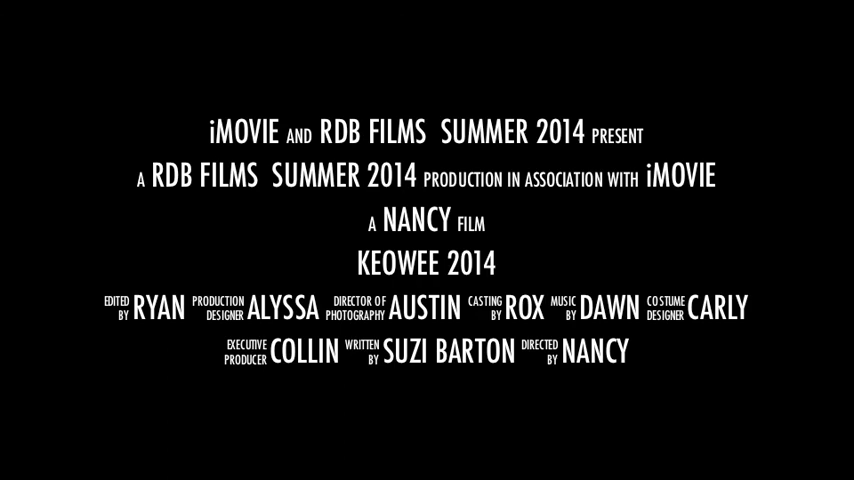 iMOVIE AND RDB FILMS SUMMER 2014 PRESENT
A RDB FILMS SUMMER 2014 PRODUCTION IN ASSOCIATION WITH iMOVIE
A NANCY FILM
KEOWEE 2014
EDITED BY RYAN PRODUCTION DESIGNER ALYSSA DIRECTOR OF PHOTOGRAPHY AUSTIN CASTING BY ROX MUSIC BY DAWN COSTUME DESIGNER CARLY
EXECUTIVE PRODUCER COLLIN WRITTEN BY SUZI BARTON DIRECTED BY NANCY